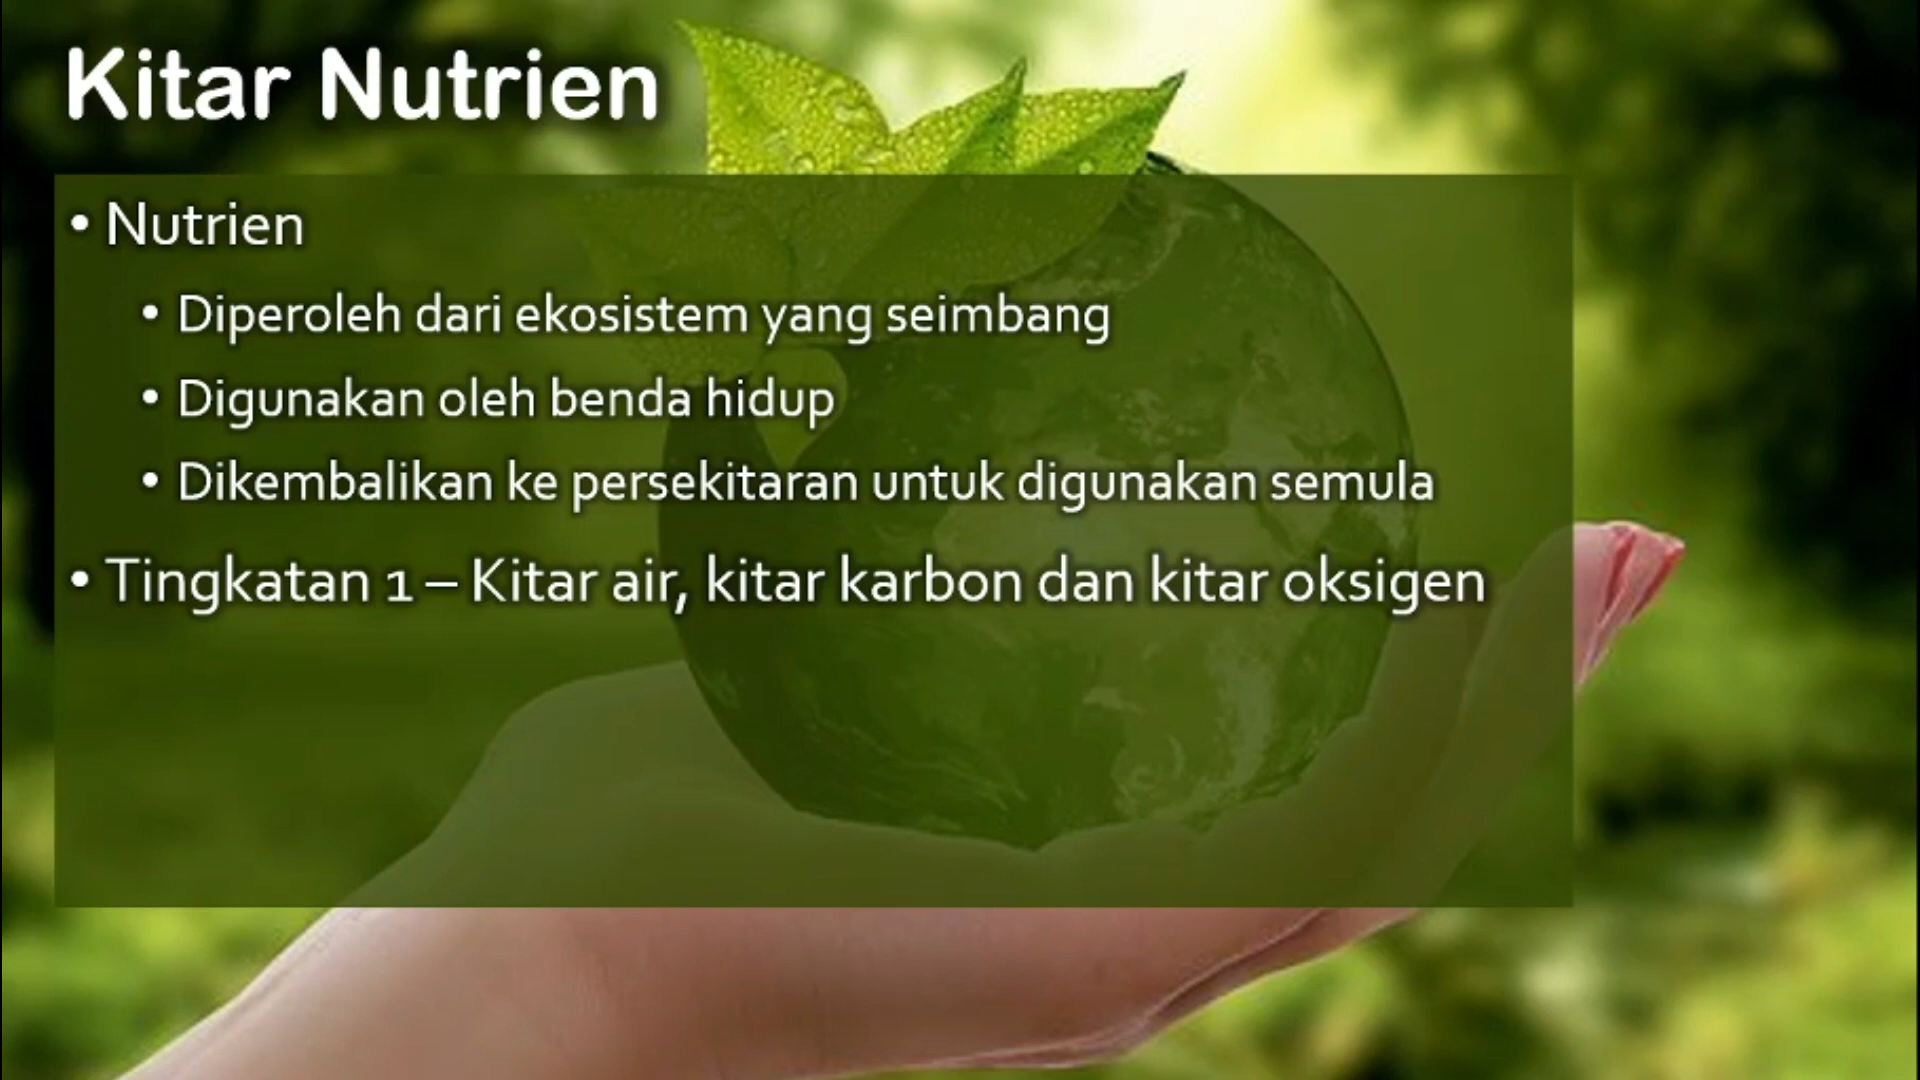 Kitar Nutrien
• Nutrien
• Diperoleh dari ekosistem yang seimbang
• Digunakan oleh benda hidup
• Dikembalikan ke persekitaran untuk digunakan semula
• Tingkatan 1 – Kitar air, kitar karbon dan kitar oksigen